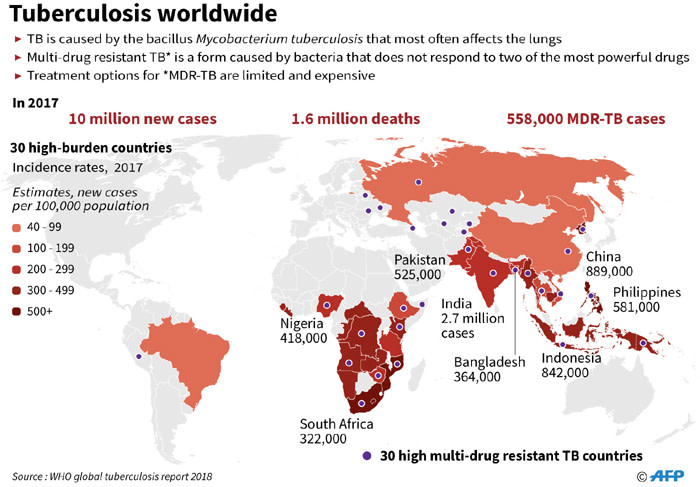 Tuberculosis worldwide
▶ TB is caused by the bacillus Mycobacterium tuberculosis that most often affects the lungs
▶ Multi-drug resistant TB* is a form caused by bacteria that does not respond to two of the most powerful drugs
▶ Treatment options for *MDR-TB are limited and expensive
In 2017
10 million new cases
1.6 million deaths
558,000 MDR-TB cases
30 high-burden countries
Incidence rates, 2017
Estimates, new cases
per 100,000 population
40 - 99
100 - 199
200 - 299
300 - 499
500+
Pakistan
525,000
China
889,000
India
2.7 million
cases
Philippines
581,000
Nigeria
418,000
Bangladesh
364,000
Indonesia
842,000
South Africa
322,000
30 high multi-drug resistant TB countries
Source : WHO global tuberculosis report 2018
© AFP